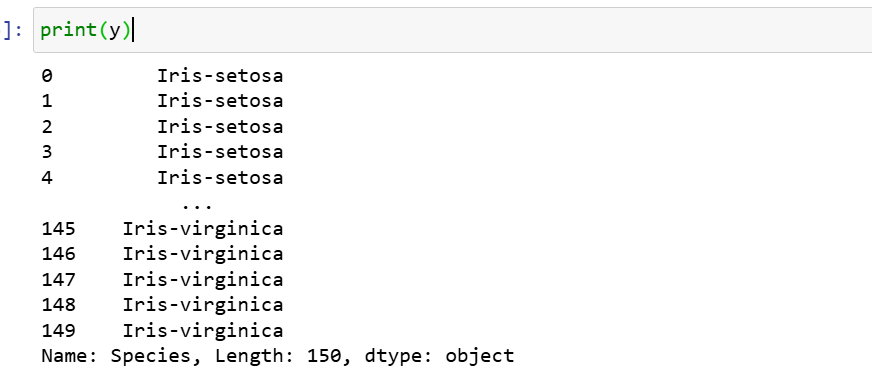 ]: print(y)
0 Iris-setosa
1 Iris-setosa
2 Iris-setosa
3 Iris-setosa
4 Iris-setosa
...
145 Iris-virginica
146 Iris-virginica
147 Iris-virginica
148 Iris-virginica
149 Iris-virginica
Name: Species, Length: 150, dtype: object